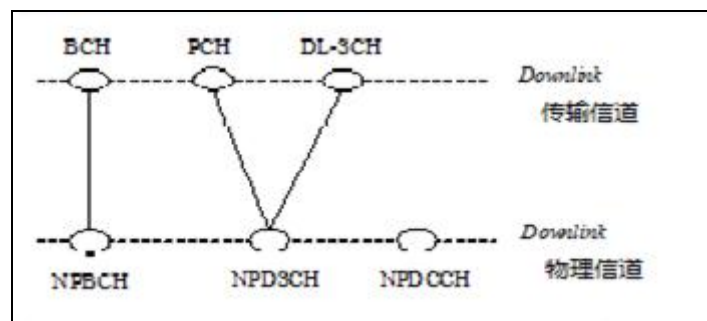 BCH PCH DL-SCH
Downlink
传输信道
Downlink
物理信道
NPBCH NPDSCH NPDCCH